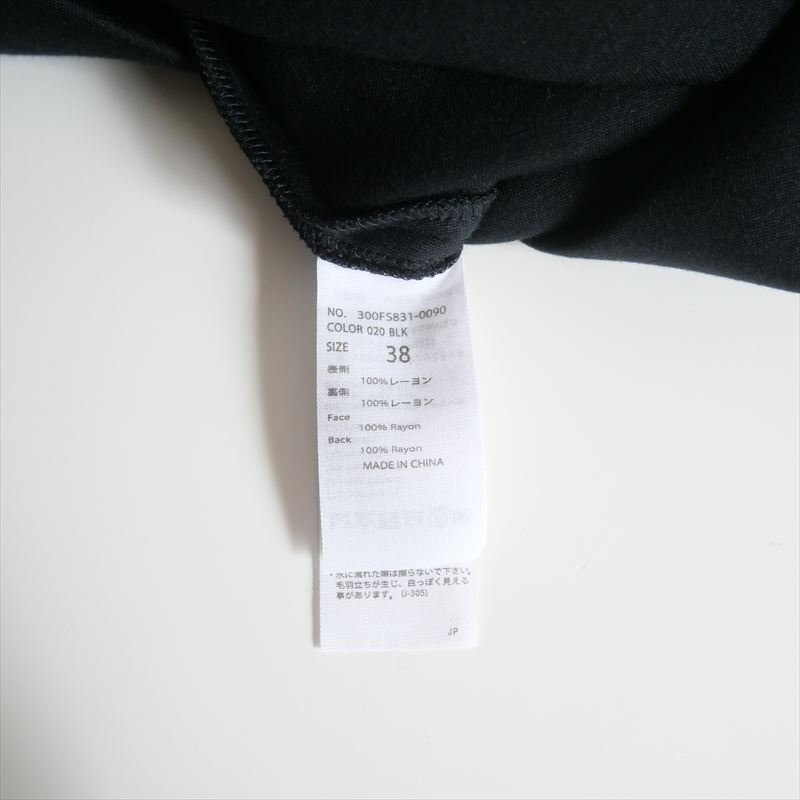 NO. 300FS831-0090
COLOR 020 BLK
SIZE 38
表側
100%レーヨン
裏側
100%レーヨン
Face
100% Rayon
Back
100% Rayon
MADE IN CHINA
・水に濡れた際は擦らないで下さい。
毛羽立ちが生じ、白っぽく見える
事があります。(J-305)
JP